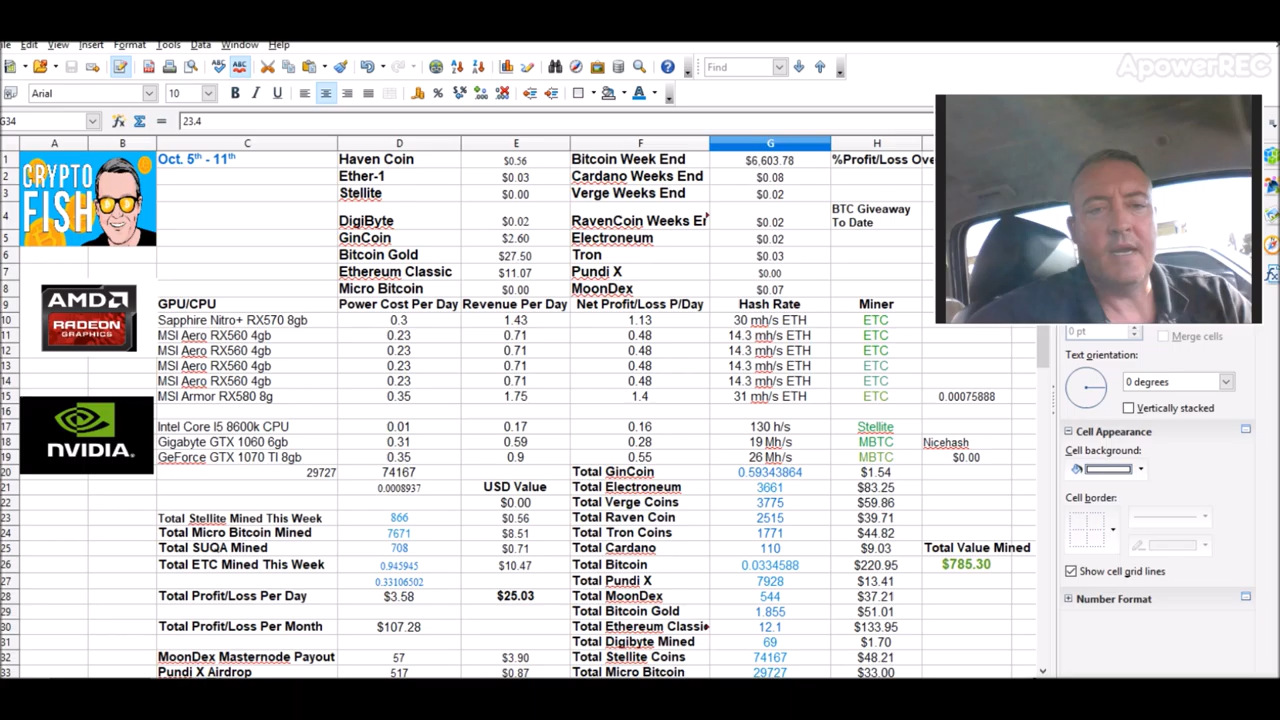 ile Edit View Insert Format Tools Data Window Help
ApowerREC
Find
Arial 10
G34 23.4
A B C D E F G H
1 Oct. 5th - 11th Haven Coin $0.56 Bitcoin Week End $6,603.78 %Profit/Loss Ov
2 Ether-1 $0.03 Cardano Weeks End $0.08
3 Stellite $0.00 Verge Weeks End $0.02
CRYPTO
FISH
BTC Giveaway
4 DigiByte $0.02 RavenCoin Weeks Er $0.02 To Date
5 GinCoin $2.60 Electroneum $0.02
6 Bitcoin Gold $27.50 Tron $0.03
7 Ethereum Classic $11.07 Pundi X $0.00
8 Micro Bitcoin $0.00 MoonDex $0.07
AMD
RADEON
GRAPHICS
9 GPU/CPU Power Cost Per Day Revenue Per Day Net Profit/Loss P/Day Hash Rate Miner
10 Sapphire Nitro+ RX570 8gb 0.3 1.43 1.13 30 mh/s ETH ETC
11 MSI Aero RX560 4gb 0.23 0.71 0.48 14.3 mh/s ETH ETC
12 MSI Aero RX560 4gb 0.23 0.71 0.48 14.3 mh/s ETH ETC
13 MSI Aero RX560 4gb 0.23 0.71 0.48 14.3 mh/s ETH ETC
14 MSI Aero RX560 4gb 0.23 0.71 0.48 14.3 mh/s ETH ETC
15 MSI Armor RX580 8g 0.35 1.75 1.4 31 mh/s ETH ETC 0.00075888
16
NVIDIA.
17 Intel Core I5 8600k CPU 0.01 0.17 0.16 130 h/s Stellite
18 Gigabyte GTX 1060 6gb 0.31 0.59 0.28 19 Mh/s MBTC Nicehash
19 GeForce GTX 1070 TI 8gb 0.35 0.9 0.55 26 Mh/s MBTC $0.00
20 29727 74167 Total GinCoin 0.59343864 $1.54
21 0.0008937 USD Value Total Electroneum 3661 $83.25
22 $0.00 Total Verge Coins 3775 $59.86
23 Total Stellite Mined This Week 866 $0.56 Total Raven Coin 2515 $39.71
24 Total Micro Bitcoin Mined 7671 $8.51 Total Tron Coins 1771 $44.82
25 Total SUQA Mined 708 $0.71 Total Cardano 110 $9.03 Total Value Mined
26 Total ETC Mined This Week 0.945945 $10.47 Total Bitcoin 0.0334588 $220.95 $785.30
27 0.33106502 Total Pundi X 7928 $13.41
28 Total Profit/Loss Per Day $3.58 $25.03 Total MoonDex 544 $37.21
29 Total Bitcoin Gold 1.855 $51.01
30 Total Profit/Loss Per Month $107.28 Total Ethereum Classi 12.1 $133.95
31 Total Digibyte Mined 69 $1.70
32 MoonDex Masternode Payout 57 $3.90 Total Stellite Coins 74167 $48.21
33 Pundi X Airdrop 517 $0.87 Total Micro Bitcoin 29727 $33.00
0 pt Merge cells
Text orientation:
0 degrees
Vertically stacked
Cell Appearance
Cell background:
Cell border:
Show cell grid lines
Number Format